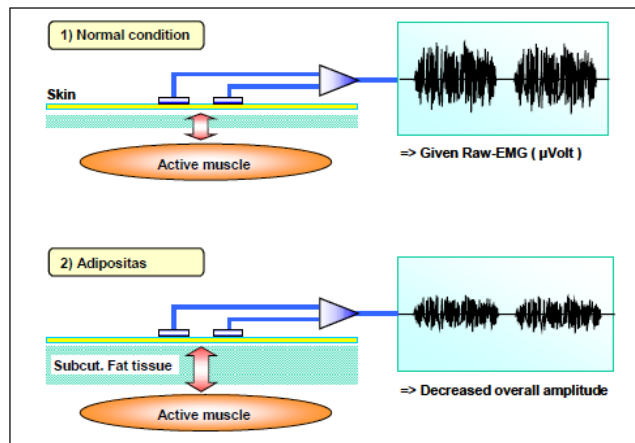 1) Normal condition
Skin
Active muscle
=> Given Raw-EMG ( µVolt )
2) Adipositas
Subcut. Fat tissue
Active muscle
=> Decreased overall amplitude